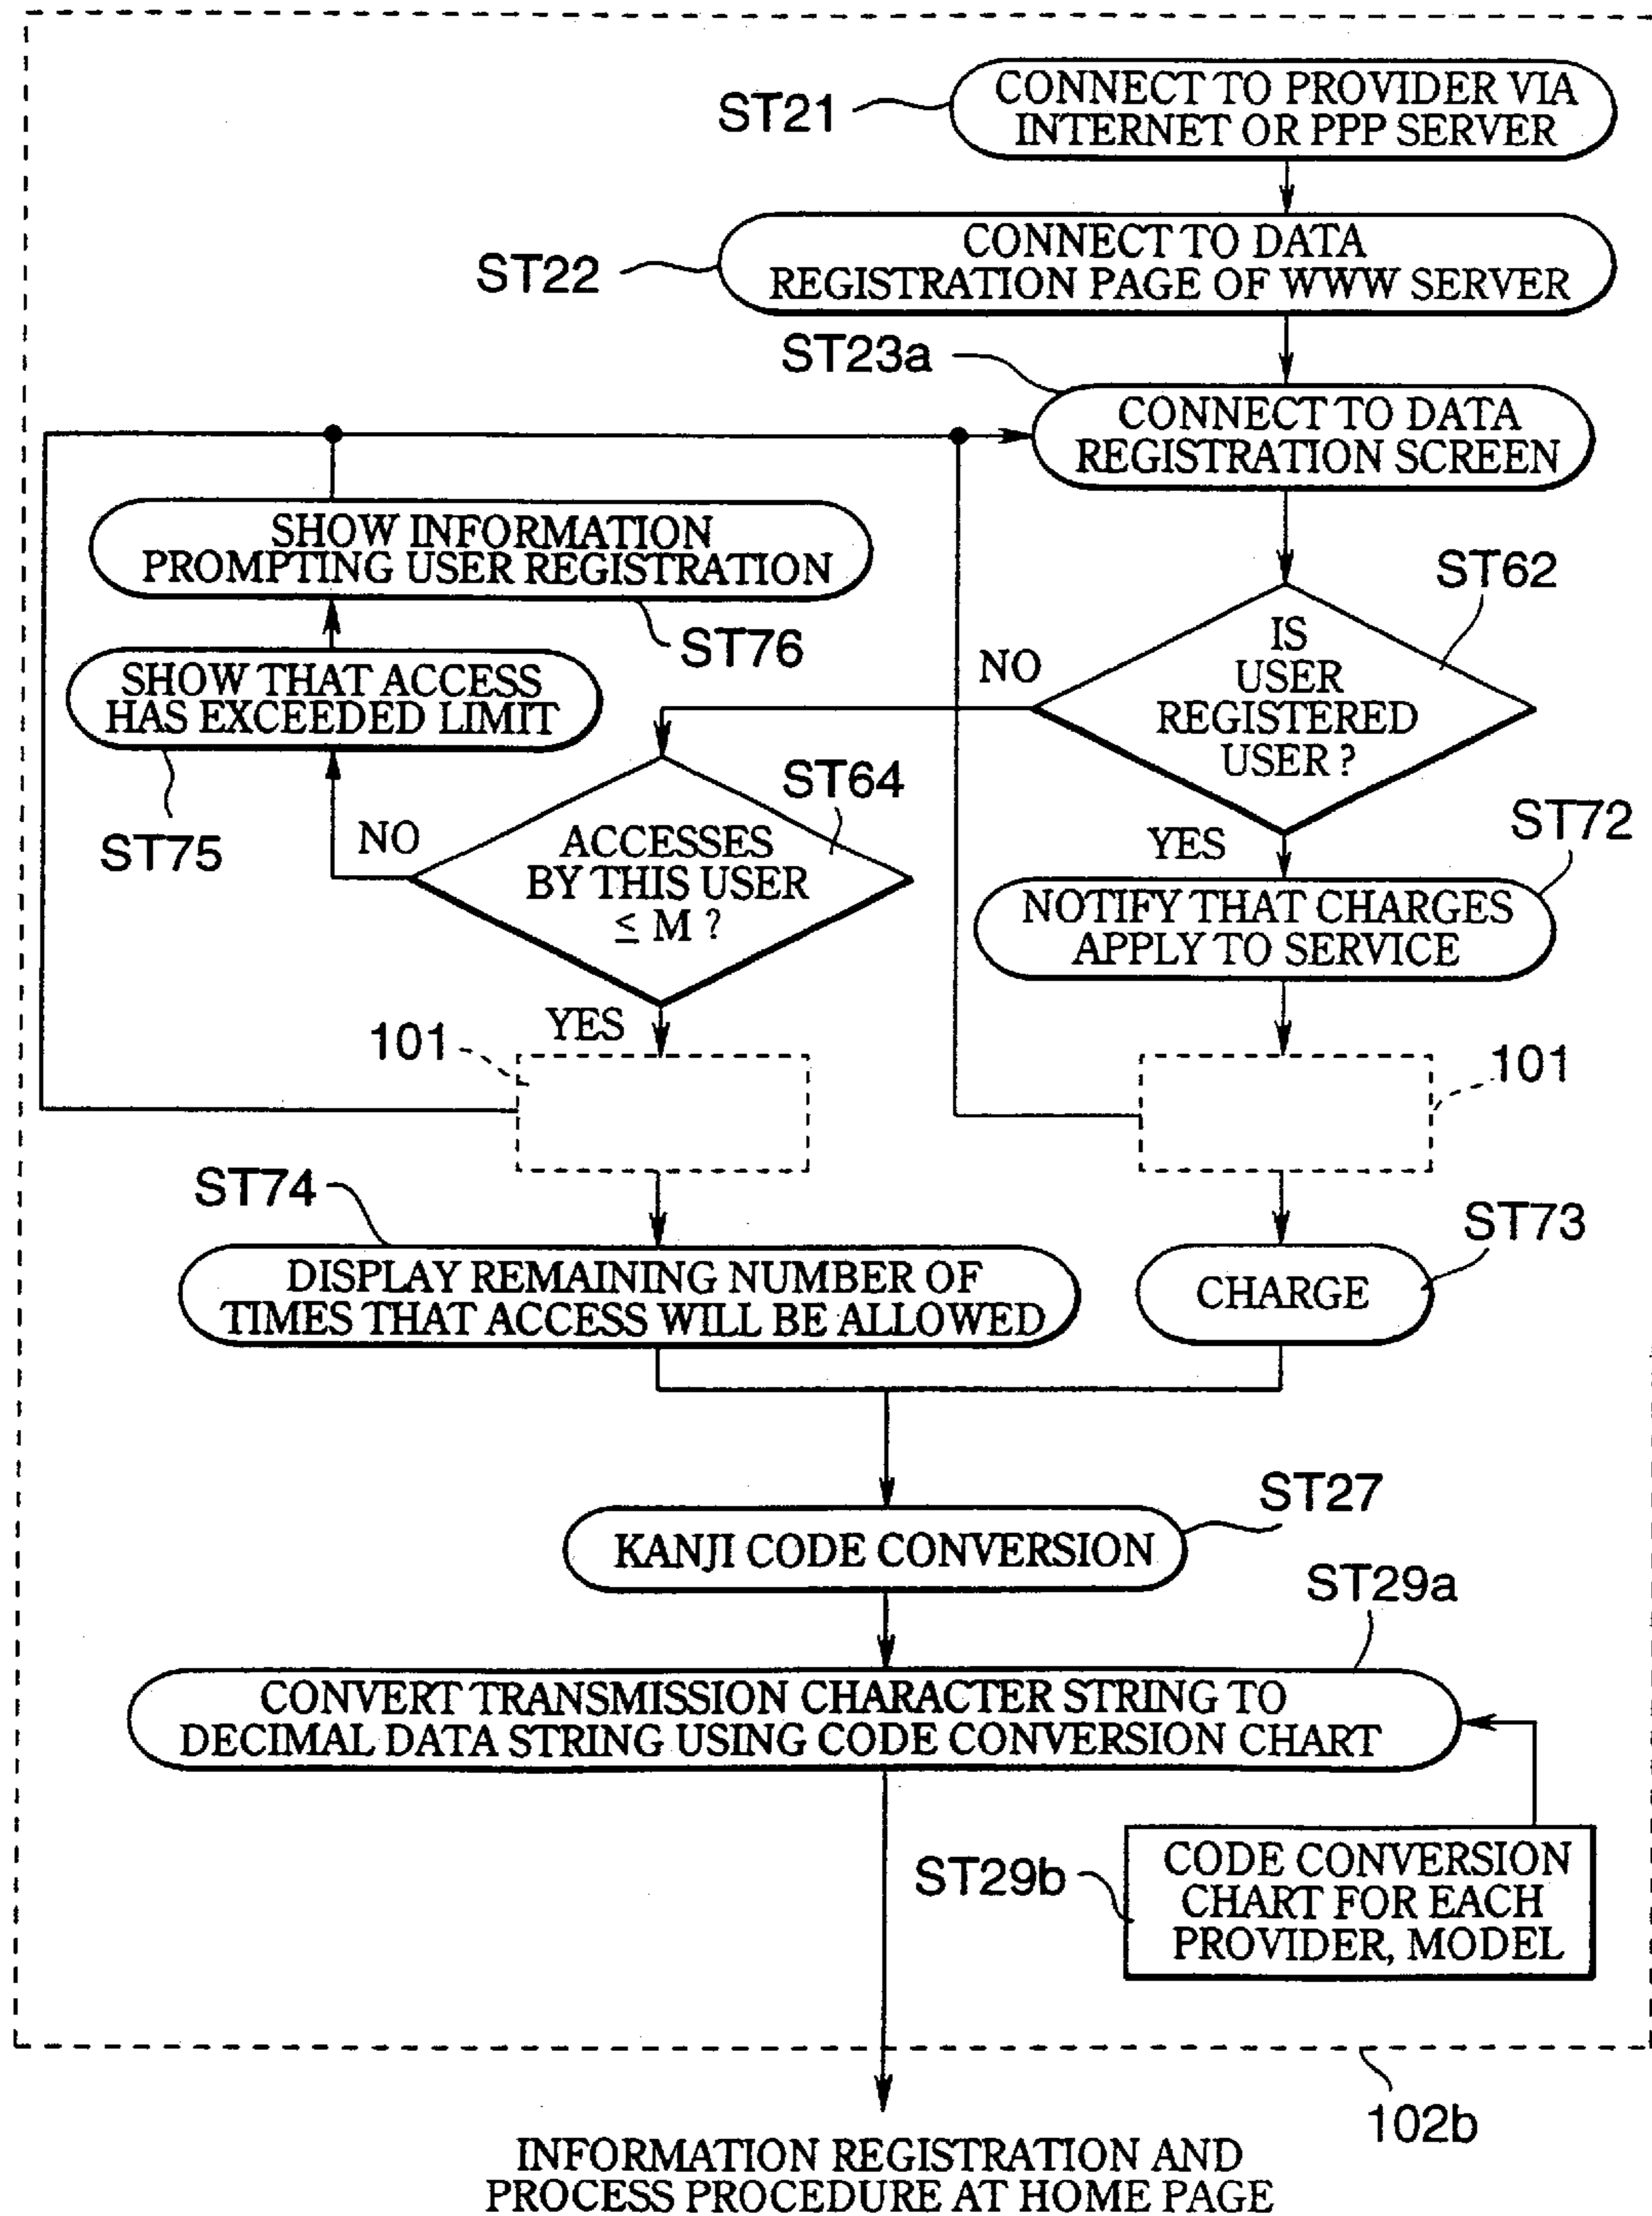 ST21
CONNECT TO PROVIDER VIA
INTERNET OR PPP SERVER
ST22
CONNECT TO DATA
REGISTRATION PAGE OF WWW SERVER
ST23a
CONNECT TO DATA
REGISTRATION SCREEN
SHOW INFORMATION
PROMPTING USER REGISTRATION
ST76
ST62
IS
USER
REGISTERED
USER ?
NO
YES
SHOW THAT ACCESS
HAS EXCEEDED LIMIT
ST75
ST64
NO
ACCESSES
BY THIS USER
≤ M ?
YES
ST72
NOTIFY THAT CHARGES
APPLY TO SERVICE
101
101
ST74
DISPLAY REMAINING NUMBER OF
TIMES THAT ACCESS WILL BE ALLOWED
ST73
CHARGE
ST27
KANJI CODE CONVERSION
ST29a
CONVERT TRANSMISSION CHARACTER STRING TO
DECIMAL DATA STRING USING CODE CONVERSION CHART
ST29b
CODE CONVERSION
CHART FOR EACH
PROVIDER, MODEL
102b
INFORMATION REGISTRATION AND
PROCESS PROCEDURE AT HOME PAGE